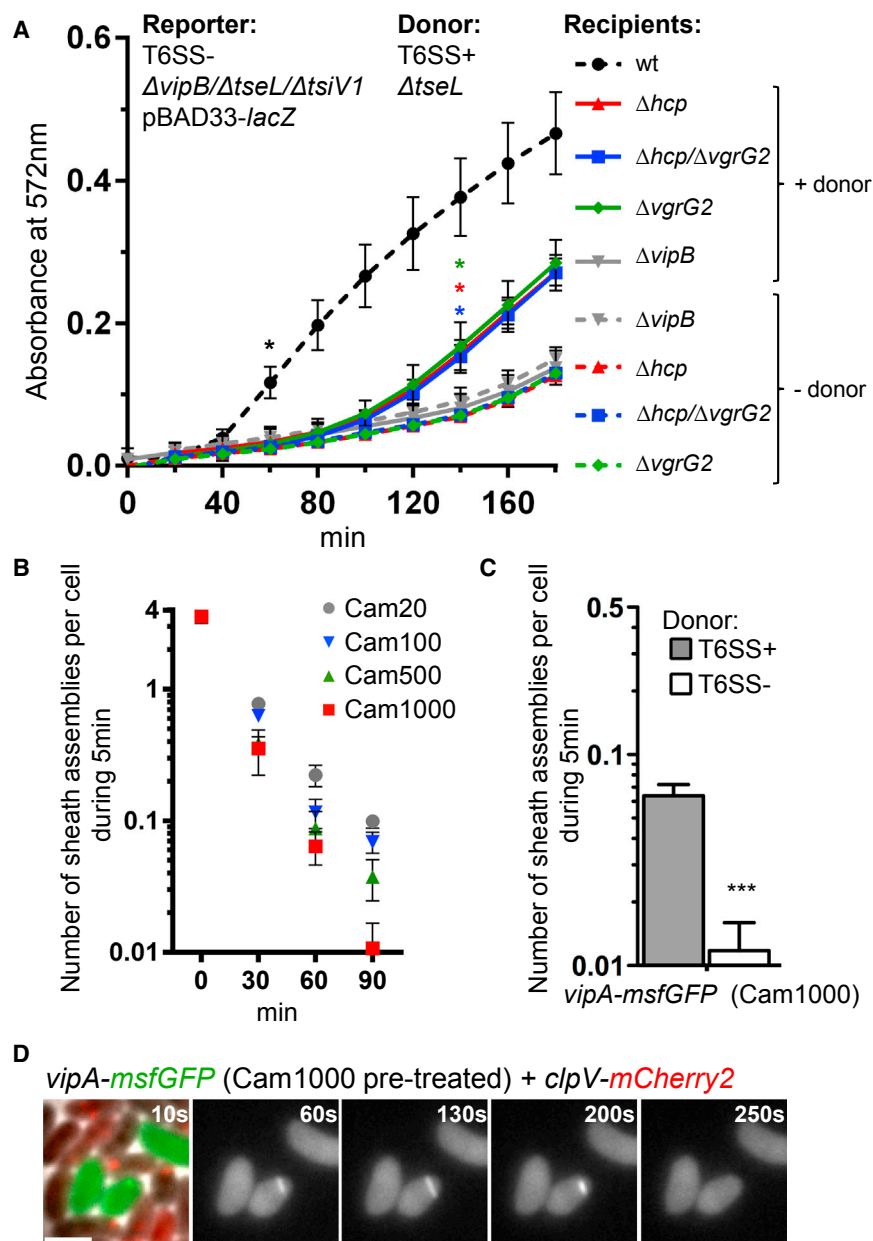 A
Reporter:
T6SS-
ΔvipB/ΔtseL/ΔtsiV1
pBAD33-lacZ
Donor:
T6SS+
ΔtseL
Recipients:
wt
Δhcp
Δhcp/ΔvgrG2
ΔvgrG2
ΔvipB
+ donor
ΔvipB
Δhcp
Δhcp/ΔvgrG2
ΔvgrG2
- donor
Absorbance at 572nm
0.6
0.4
0.2
0.0
*
*
*
*
0 40 80 120 160
min
B
Number of sheath assemblies per cell
during 5min
4
1
0.1
0.01
0 30 60 90
min
Cam20
Cam100
Cam500
Cam1000
C
Number of sheath assemblies per cell
during 5min
0.5
0.1
0.01
Donor:
T6SS+
T6SS-
***
vipA-msfGFP (Cam1000)
D
vipA-msfGFP (Cam1000 pre-treated) + clpV-mCherry2
10s 60s 130s 200s 250s